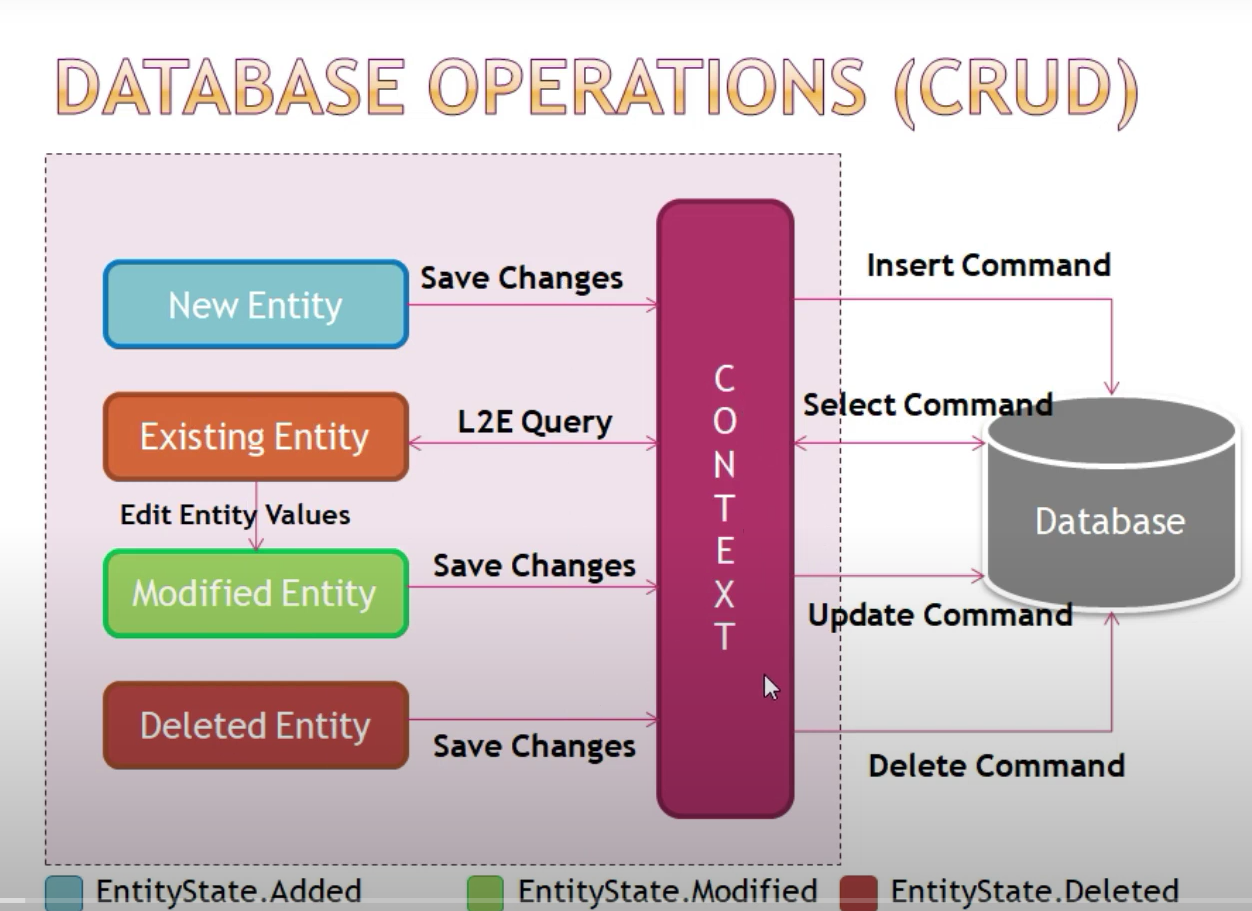 DATABASE OPERATIONS (CRUD)
New Entity
Save Changes
Insert Command
Existing Entity
L2E Query
Select Command
Edit Entity Values
Modified Entity
Save Changes
Update Command
Deleted Entity
Save Changes
Delete Command
CONTEXT
Database
EntityState.Added
EntityState.Modified
EntityState.Deleted